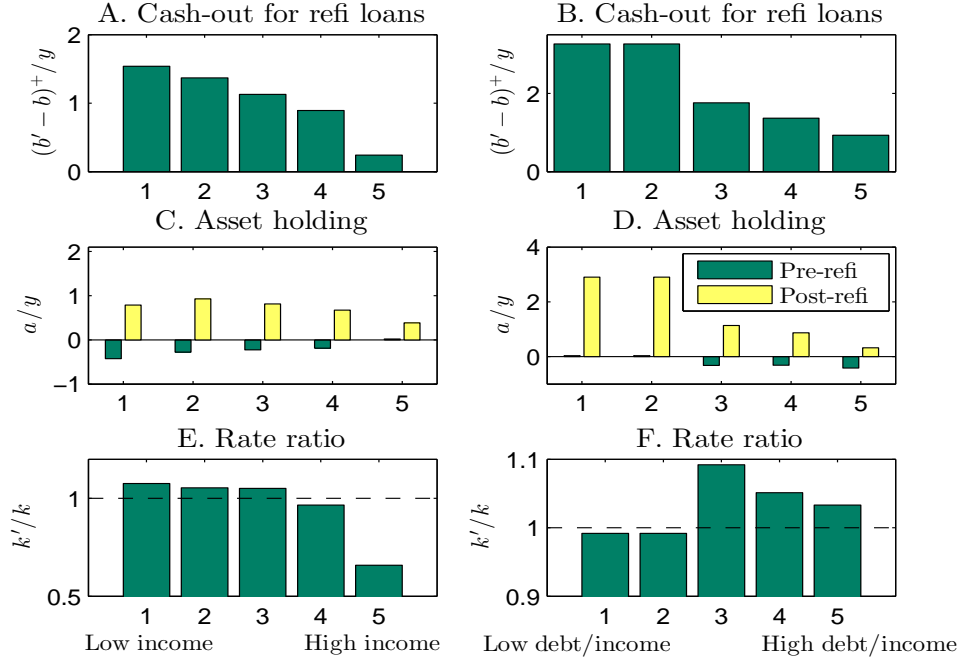 A. Cash-out for refi loans
(b′ − b)⁺/y
2
1
0
1 2 3 4 5
B. Cash-out for refi loans
(b′ − b)⁺/y
2
0
1 2 3 4 5
C. Asset holding
a/y
2
1
0
−1
1 2 3 4 5
D. Asset holding
a/y
4
2
0
Pre-refi
Post-refi
1 2 3 4 5
E. Rate ratio
k′/k
1
0.5
1 2 3 4 5
Low income High income
F. Rate ratio
k′/k
1.1
1
0.9
1 2 3 4 5
Low debt/income High debt/income